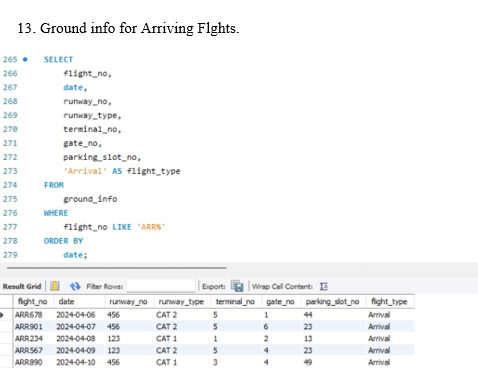 13. Ground info for Arriving Flghts.
265 SELECT
266 flight_no,
267 date,
268 runway_no,
269 runway_type,
270 terminal_no,
271 gate_no,
272 parking_slot_no,
273 'Arrival' AS flight_type
274 FROM
275 ground_info
276 WHERE
277 flight_no LIKE 'ARR%'
278 ORDER BY
279 date;
Result Grid Filter Rows: Export: Wrap Cell Content:
flight_no date runway_no runway_type terminal_no gate_no parking_slot_no flight_type
ARR678 2024-04-06 456 CAT 2 5 1 44 Arrival
ARR901 2024-04-07 456 CAT 2 5 6 23 Arrival
ARR234 2024-04-08 123 CAT 1 1 2 13 Arrival
ARR567 2024-04-09 123 CAT 2 5 4 23 Arrival
ARR890 2024-04-10 456 CAT 1 3 4 49 Arrival